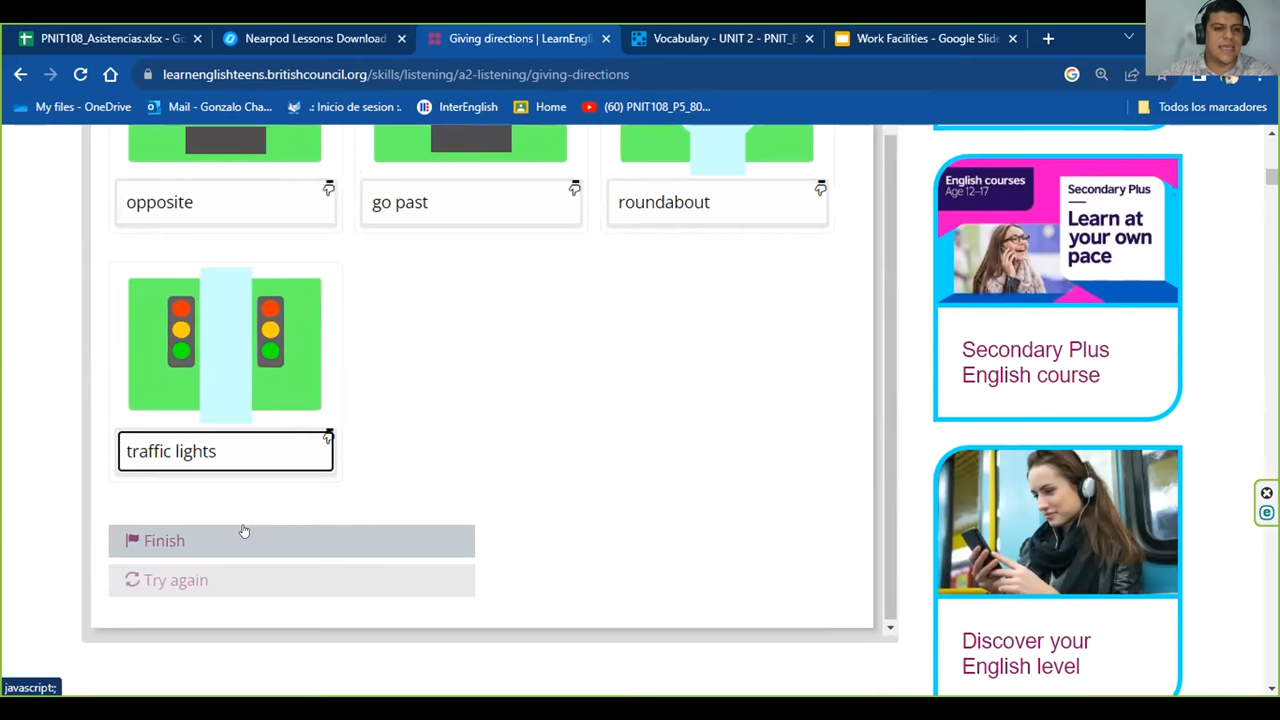 PNIT108_Asistencias.xlsx - Go
Nearpod Lessons: Download
Giving directions | LearnEngli
Vocabulary - UNIT 2 - PNIT_
Work Facilities - Google Slide
learnenglishteens.britishcouncil.org/skills/listening/a2-listening/giving-directions
My files - OneDrive
Mail - Gonzalo Cha...
.: Inicio de sesion :.
InterEnglish
Home
(60) PNIT108_P5_80...
Todos los marcadores
opposite
go past
roundabout
traffic lights
Finish
Try again
English courses
Age 12-17
Secondary Plus
Learn at
your own
pace
Secondary Plus
English course
Discover your
English level
javascript:;